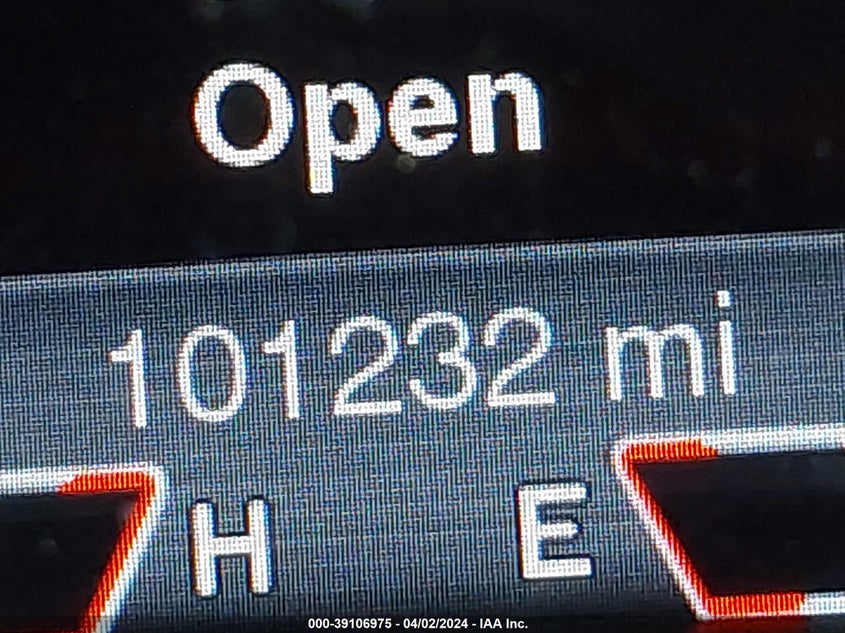 Open
101232 mi
H E
000-39106975 - 04/02/2024 - IAA Inc.